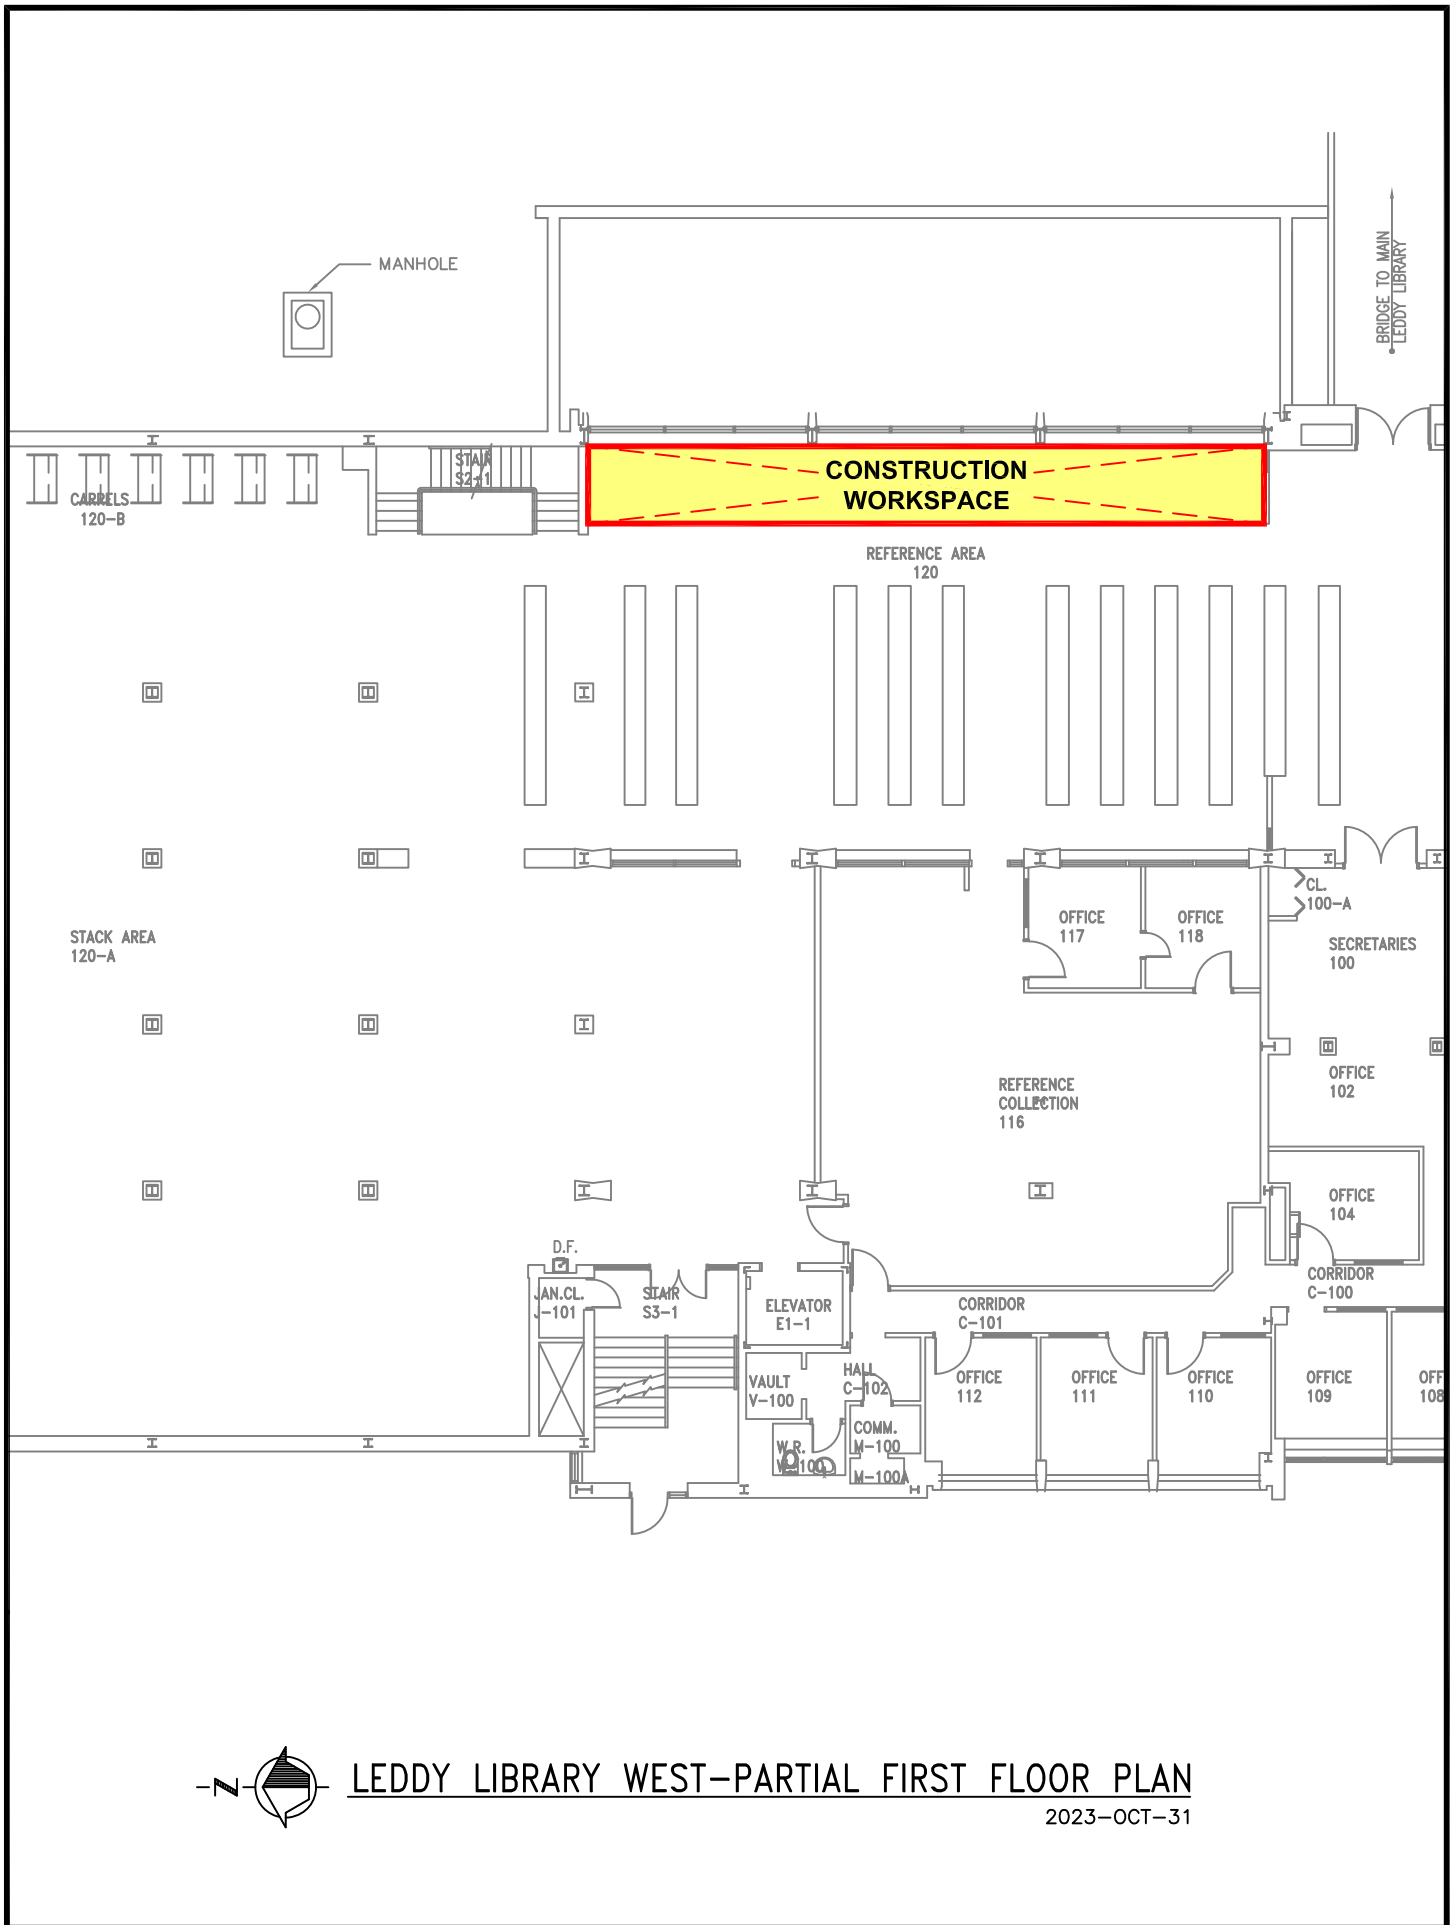 BRIDGE TO MAIN
LEDDY LIBRARY
MANHOLE
STAIR
S2-1
CONSTRUCTION
WORKSPACE
CARRELS
120-B
REFERENCE AREA
120
CL.
100-A
OFFICE
117
OFFICE
118
STACK AREA
120-A
SECRETARIES
100
OFFICE
102
REFERENCE
COLLECTION
116
OFFICE
104
D.F.
JAN.CL.
J-101
STAIR
S3-1
ELEVATOR
E1-1
CORRIDOR
C-101
CORRIDOR
C-100
VAULT
V-100
HALL
C-102
OFFICE
112
OFFICE
111
OFFICE
110
OFFICE
109
OFF
108
W.R.
W-100
COMM.
M-100
M-100A
N
LEDDY LIBRARY WEST-PARTIAL FIRST FLOOR PLAN
2023-OCT-31